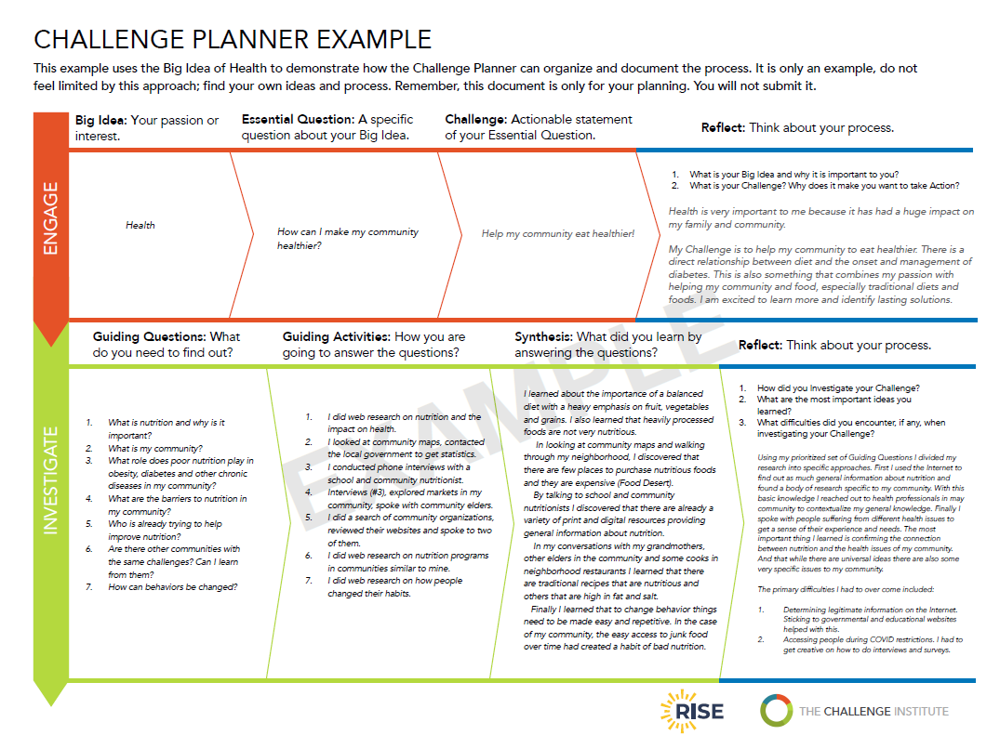 CHALLENGE PLANNER EXAMPLE
This example uses the Big Idea of Health to demonstrate how the Challenge Planner can organize and document the process. It is only an example, do not
feel limited by this approach; find your own ideas and process. Remember, this document is only for your planning. You will not submit it.
ENGAGE
Big Idea: Your passion or
interest.
Essential Question: A specific
question about your Big Idea.
Challenge: Actionable statement
of your Essential Question.
Reflect: Think about your process.
Health
How can I make my community
healthier?
Help my community eat healthier!
1. What is your Big Idea and why it is important to you?
2. What is your Challenge? Why does it make you want to take Action?
Health is very important to me because it has had a huge impact on
my family and community.
My Challenge is to help my community to eat healthier. There is a
direct relationship between diet and the onset and management of
diabetes. This is also something that combines my passion with
helping my community and food, especially traditional diets and
foods. I am excited to learn more and identify lasting solutions.
INVESTIGATE
Guiding Questions: What
do you need to find out?
Guiding Activities: How you are
going to answer the questions?
Synthesis: What did you learn by
answering the questions?
Reflect: Think about your process.
1. What is nutrition and why is it
important?
2. What is my community?
3. What role does poor nutrition play in
obesity, diabetes and other chronic
diseases in my community?
4. What are the barriers to nutrition in
my community?
5. Who is already trying to help
improve nutrition?
6. Are there other communities with
the same challenges? Can I learn
from them?
7. How can behaviors be changed?
1. I did web research on nutrition and the
impact on health.
2. I looked at community maps, contacted
the local government to get statistics.
3. I conducted phone interviews with a
school and community nutritionist.
4. Interviews (#3), explored markets in my
community, spoke with community elders.
5. I did a search of community organizations,
reviewed their websites and spoke to two
of them.
6. I did web research on nutrition programs
in communities similar to mine.
7. I did web research on how people
changed their habits.
I learned about the importance of a balanced
diet with a heavy emphasis on fruit, vegetables
and grains. I also learned that heavily processed
foods are not very nutritious.
In looking at community maps and walking
through my neighborhood, I discovered that
there are few places to purchase nutritious foods
and they are expensive (Food Desert).
By talking to school and community
nutritionists I discovered that there are already a
variety of print and digital resources providing
general information about nutrition.
In my conversations with my grandmothers,
other elders in the community and some cooks in
neighborhood restaurants I learned that there
are traditional recipes that are nutritious and
others that are high in fat and salt.
Finally I learned that to change behavior things
need to be made easy and repetitive. In the case
of my community, the easy access to junk food
over time had created a habit of bad nutrition.
1. How did you Investigate your Challenge?
2. What are the most important ideas you
learned?
3. What difficulties did you encounter, if any, when
investigating your Challenge?
Using my prioritized set of Guiding Questions I divided my
research into specific approaches. First I used the Internet to
find out as much general information about nutrition and
found a body of research specific to my community. With this
basic knowledge I reached out to health professionals in may
community to contextualize my general knowledge. Finally I
spoke with people suffering from different health issues to
get a sense of their experience and needs. The most
important thing I learned is confirming the connection
between nutrition and the health issues of my community.
And that while there are universal ideas there are also some
very specific issues to my community.
The primary difficulties I had to over come included:
1. Determining legitimate information on the Internet.
Sticking to governmental and educational websites
helped with this.
2. Accessing people during COVID restrictions. I had to
get creative on how to do interviews and surveys.
EXAMPLE
RISE
THE CHALLENGE INSTITUTE